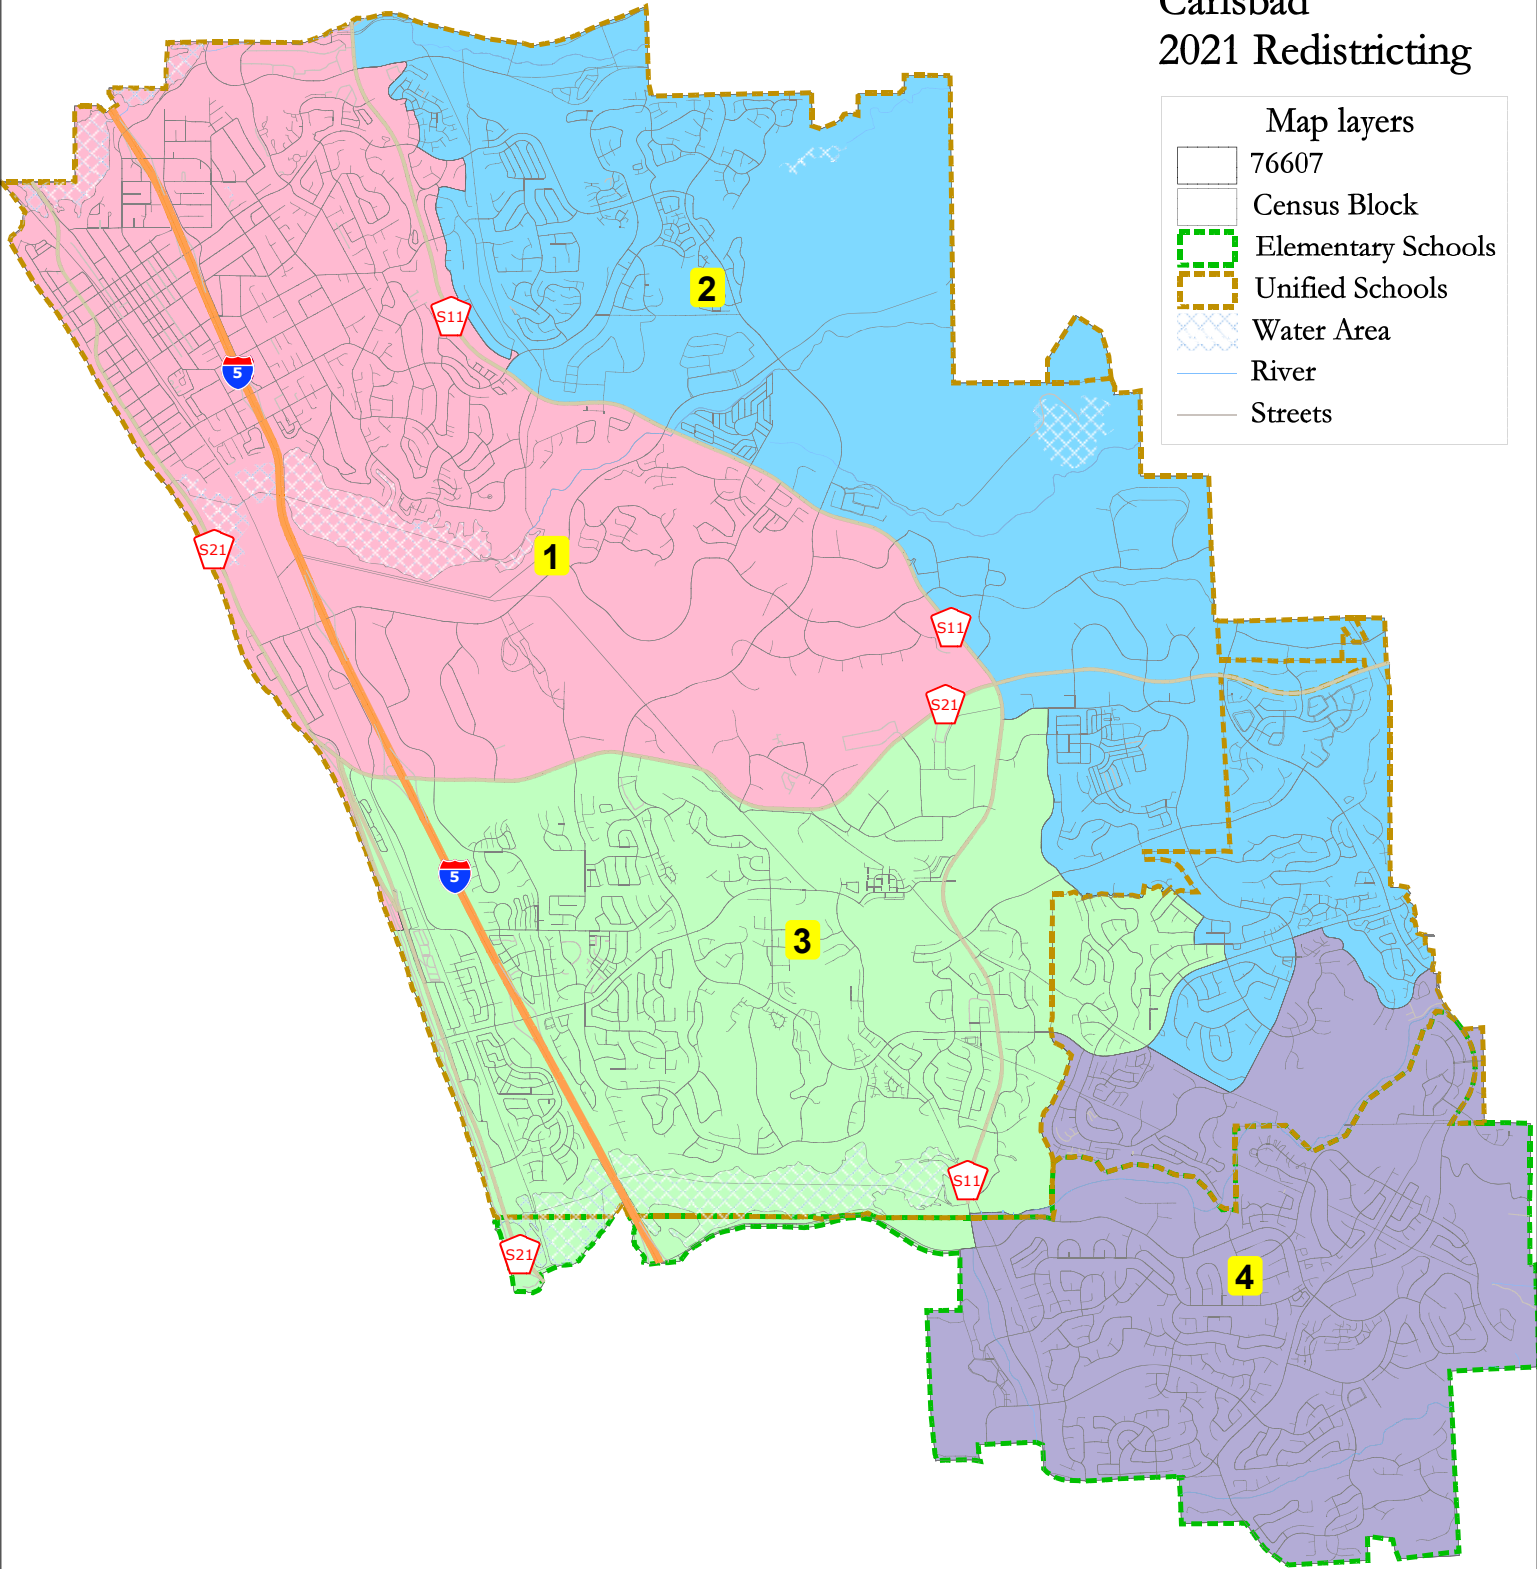 Carlsbad
2021 Redistricting
Map layers
76607
Census Block
Elementary Schools
Unified Schools
Water Area
River
Streets
2
S11
5
S21
1
S11
S21
5
3
S11
S21
4